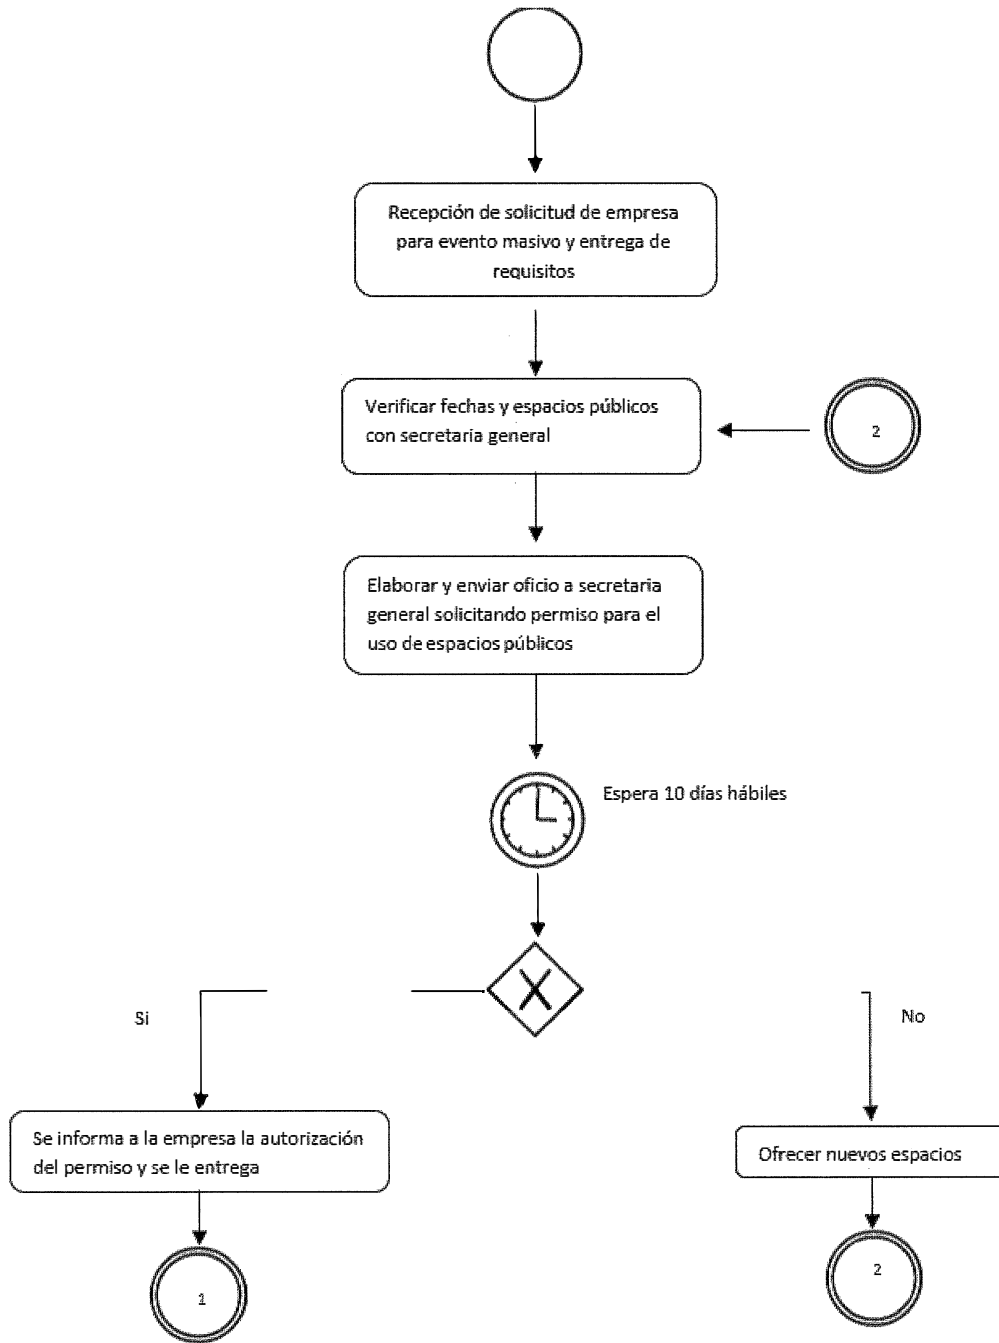 Recepción de solicitud de empresa
para evento masivo y entrega de
requisitos
Verificar fechas y espacios públicos
con secretaria general
2
Elaborar y enviar oficio a secretaria
general solicitando permiso para el
uso de espacios públicos
Espera 10 días hábiles
X
Si
No
Se informa a la empresa la autorización
del permiso y se le entrega
Ofrecer nuevos espacios
1
2